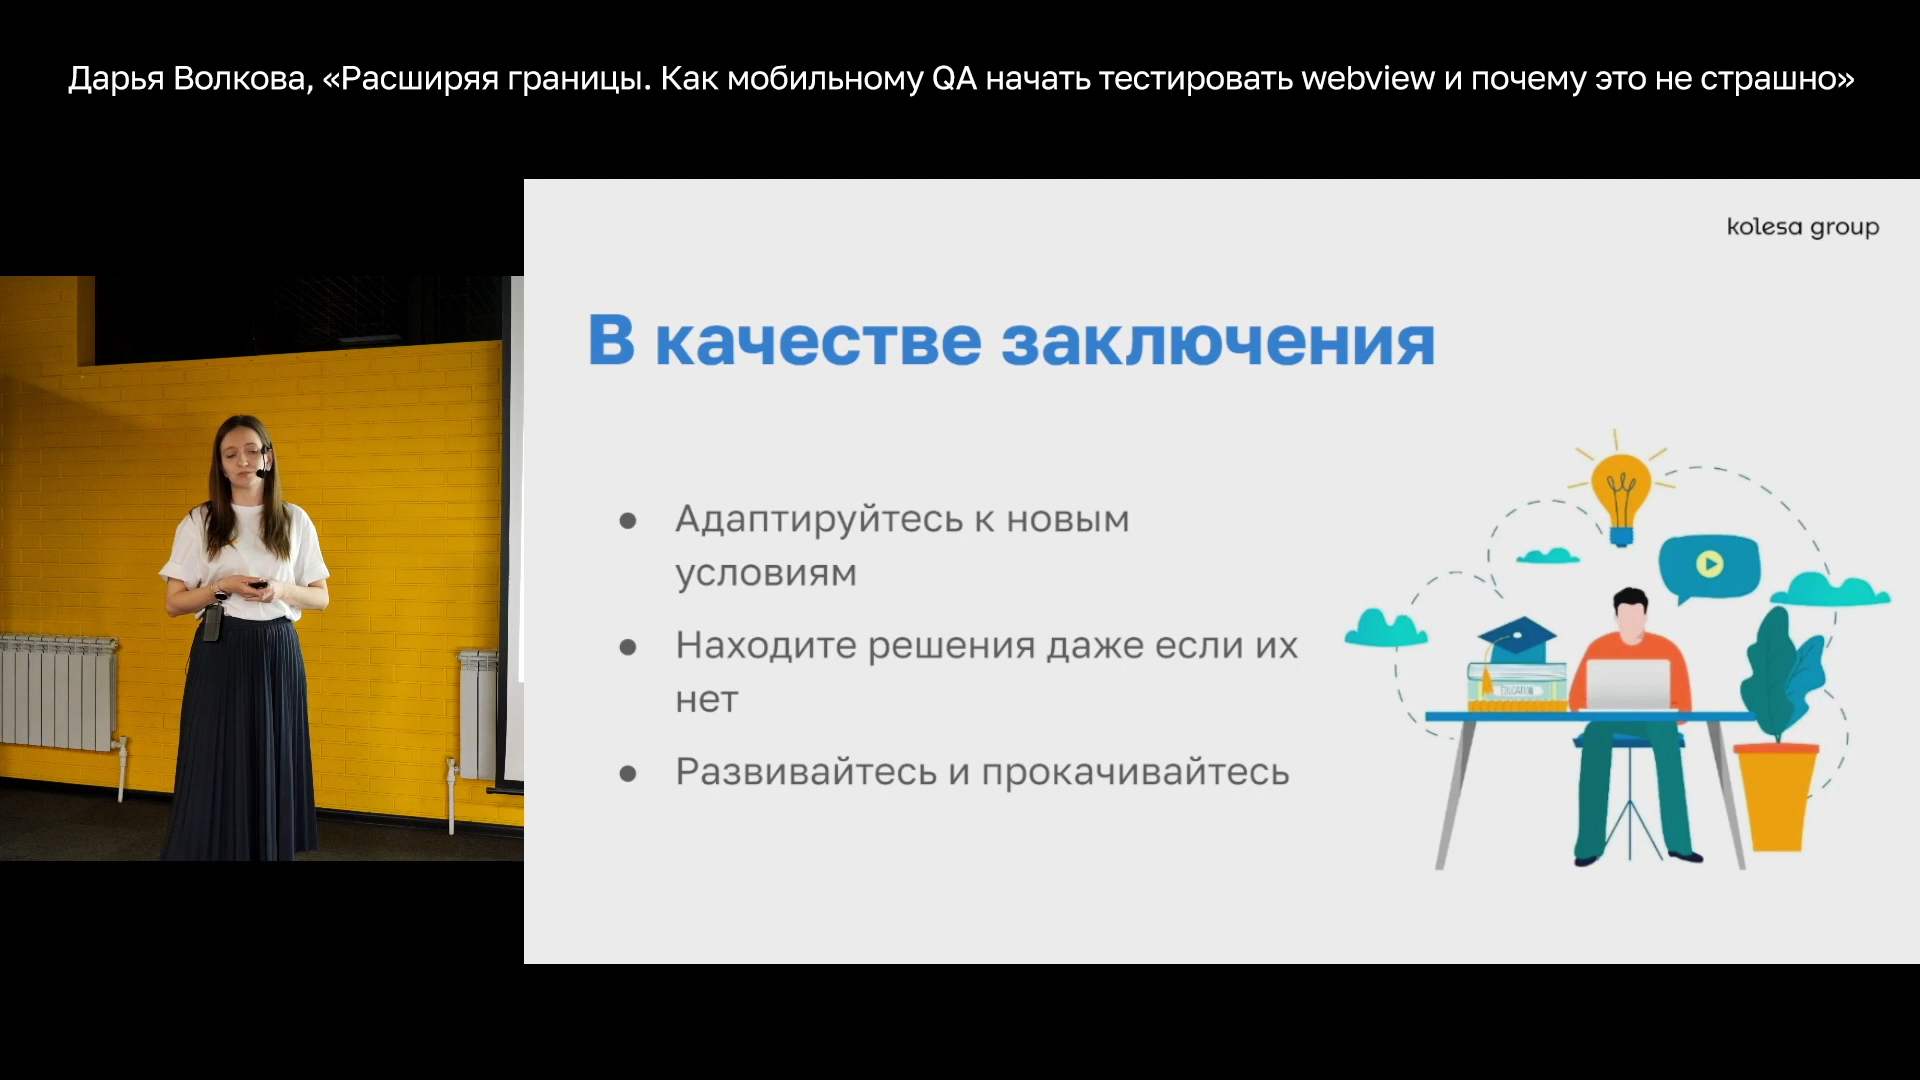 Дарья Волкова, «Расширяя границы. Как мобильному QA начать тестировать webview и почему это не страшно»
kolesa group
В качестве заключения
● Адаптируйтесь к новым
условиям
● Находите решения даже если их
нет
● Развивайтесь и прокачивайтесь
EDUCATION